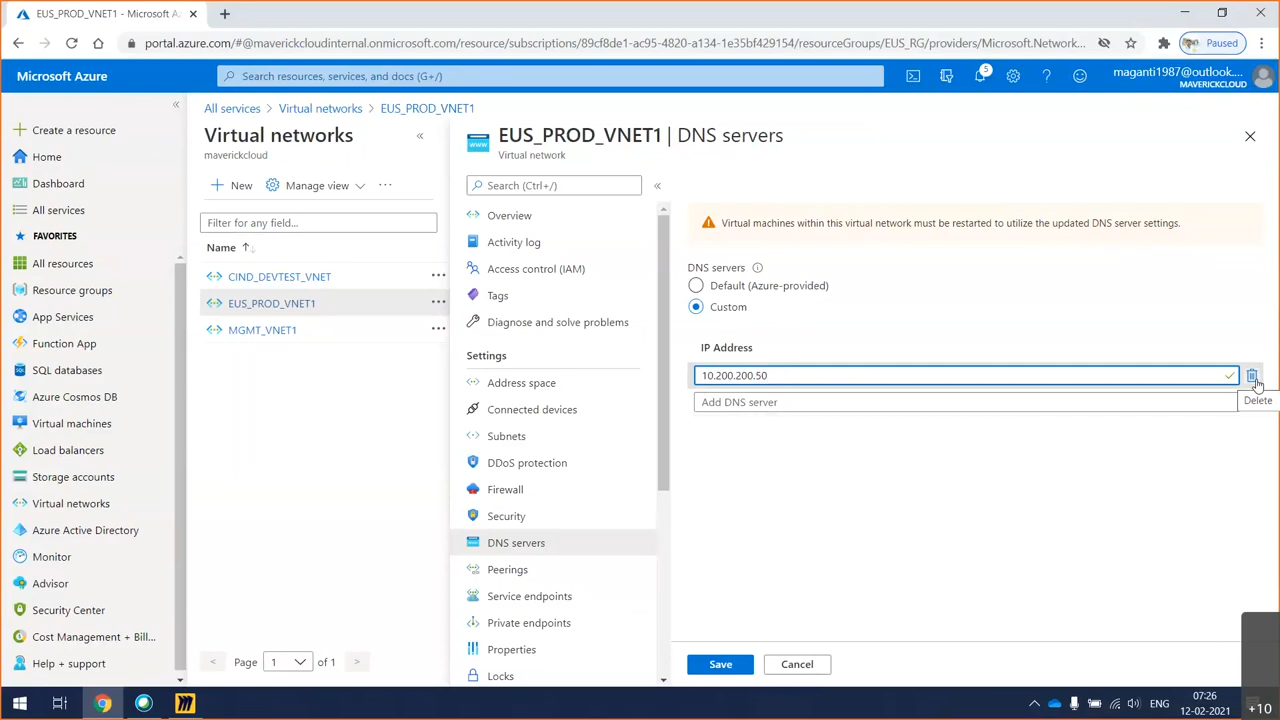 EUS_PROD_VNET1 - Microsoft A
portal.azure.com/#@maverickcloudinternal.onmicrosoft.com/resource/subscriptions/89cf8de1-ac95-4820-a134-1e35bf429154/resourceGroups/EUS_RG/providers/Microsoft.Network...
Paused
Microsoft Azure
Search resources, services, and docs (G+/)
5
maganti1987@outlook....
MAVERICKCLOUD
Create a resource
Home
Dashboard
All services
FAVORITES
All resources
Resource groups
App Services
Function App
SQL databases
Azure Cosmos DB
Virtual machines
Load balancers
Storage accounts
Virtual networks
Azure Active Directory
Monitor
Advisor
Security Center
Cost Management + Bill...
Help + support
All services > Virtual networks > EUS_PROD_VNET1
Virtual networks
maverickcloud
New
Manage view
Filter for any field...
Name
CIND_DEVTEST_VNET
EUS_PROD_VNET1
MGMT_VNET1
Page 1 of 1
EUS_PROD_VNET1 | DNS servers
Virtual network
Search (Ctrl+/)
Overview
Activity log
Access control (IAM)
Tags
Diagnose and solve problems
Settings
Address space
Connected devices
Subnets
DDoS protection
Firewall
Security
DNS servers
Peerings
Service endpoints
Private endpoints
Properties
Locks
Virtual machines within this virtual network must be restarted to utilize the updated DNS server settings.
DNS servers
Default (Azure-provided)
Custom
IP Address
10.200.200.50
Add DNS server
Delete
Save
Cancel
ENG
07:26
12-02-2021
+10